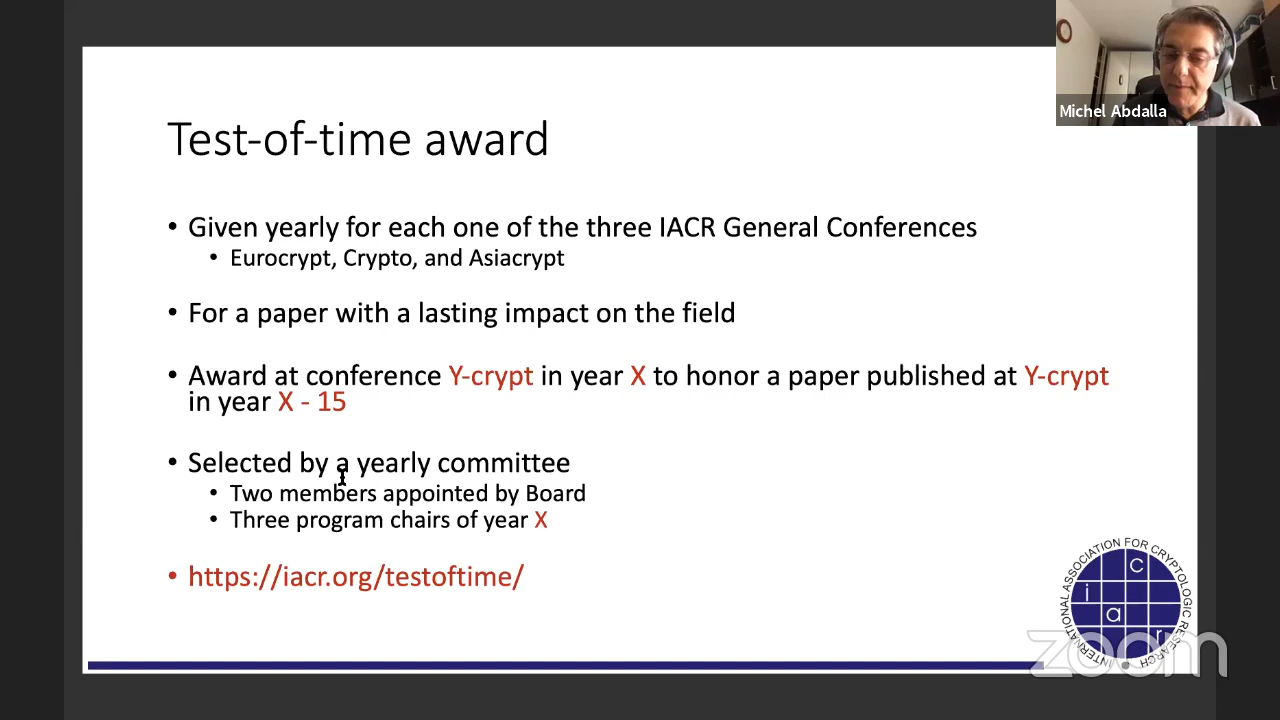 Test-of-time award
• Given yearly for each one of the three IACR General Conferences
• Eurocrypt, Crypto, and Asiacrypt
• For a paper with a lasting impact on the field
• Award at conference Y-crypt in year X to honor a paper published at Y-crypt
in year X - 15
• Selected by a yearly committee
• Two members appointed by Board
• Three program chairs of year X
• https://iacr.org/testoftime/
Michel Abdalla
INTERNATIONAL ASSOCIATION FOR CRYPTOLOGIC RESEARCH
i a c r
zoom